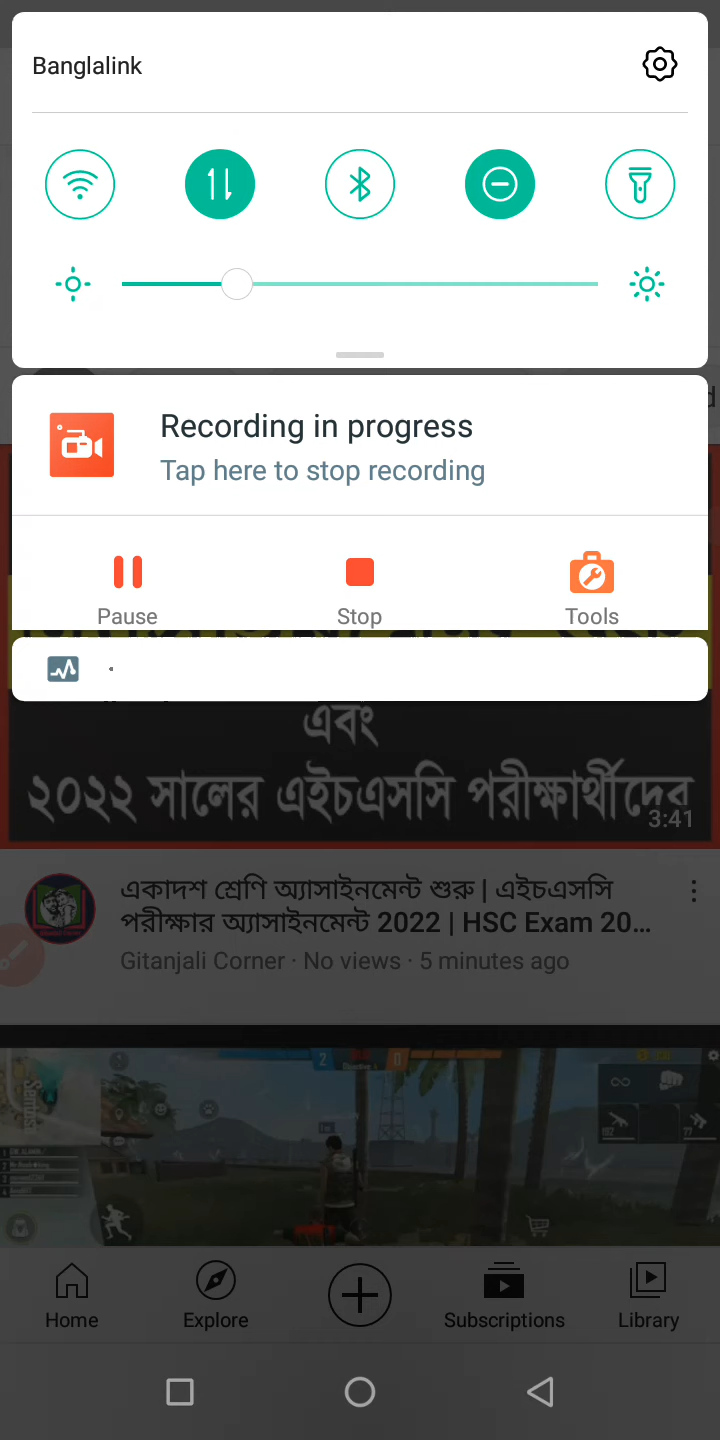 Banglalink
Recording in progress
Tap here to stop recording
Pause
Stop
Tools
এবং
২০২২ সালের এইচএসসি পরীক্ষার্থীদের
3:41
একাদশ শ্রেণি অ্যাসাইনমেন্ট শুরু | এইচএসসি
পরীক্ষার অ্যাসাইনমেন্ট 2022 | HSC Exam 20...
Gitanjali Corner · No views · 5 minutes ago
2
0
Home
Explore
Subscriptions
Library